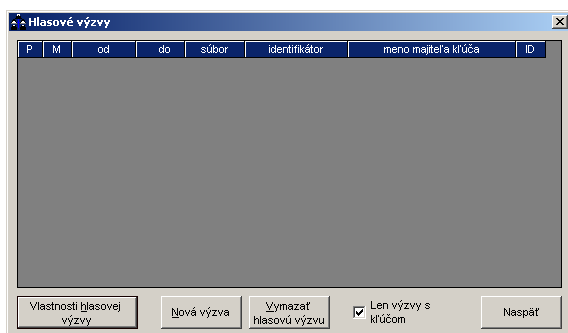 Hlasové výzvy
P M od do súbor identifikátor meno majiteľa kľúča ID
Vlastnosti hlasovej
výzvy
Nová výzva
Vymazať
hlasovú výzvu
Len výzvy s
kľúčom
Naspäť